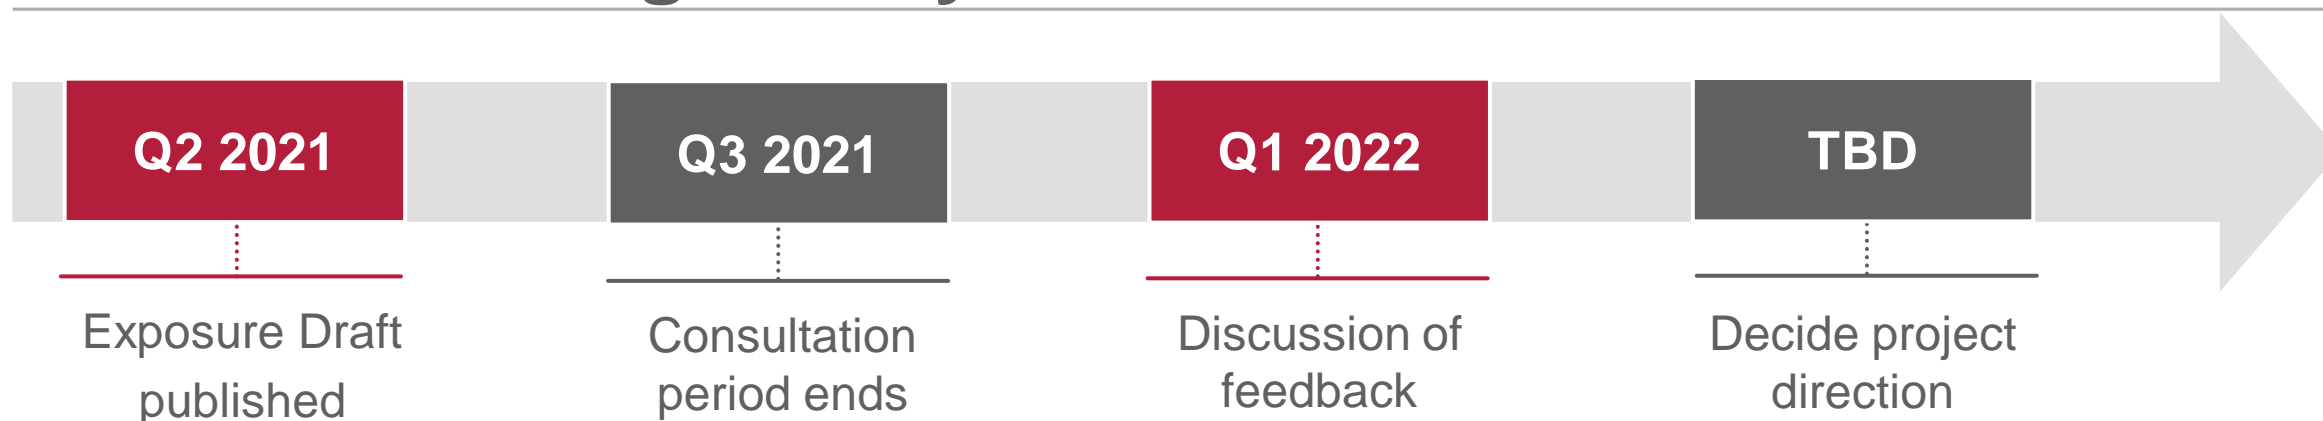 Q2 2021
Q3 2021
Q1 2022
TBD
Exposure Draft
published
Consultation
period ends
Discussion of
feedback
Decide project
direction